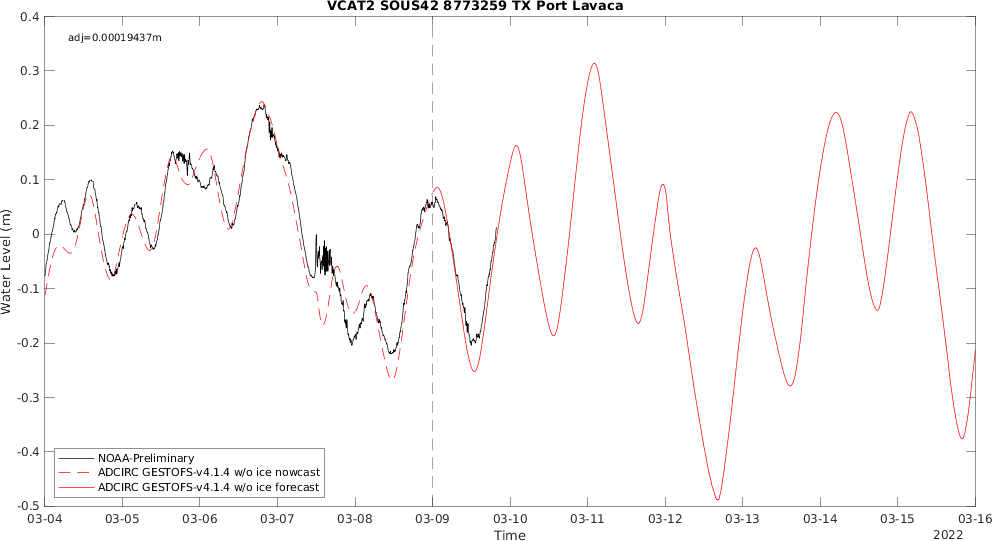 VCAT2 SOUS42 8773259 TX Port Lavaca
adj=0.00019437m
0.4
0.3
0.2
0.1
0
-0.1
-0.2
-0.3
-0.4
-0.5
Water Level (m)
NOAA-Preliminary
ADCIRC GESTOFS-v4.1.4 w/o ice nowcast
ADCIRC GESTOFS-v4.1.4 w/o ice forecast
03-04 03-05 03-06 03-07 03-08 03-09 03-10 03-11 03-12 03-13 03-14 03-15 03-16
Time
2022